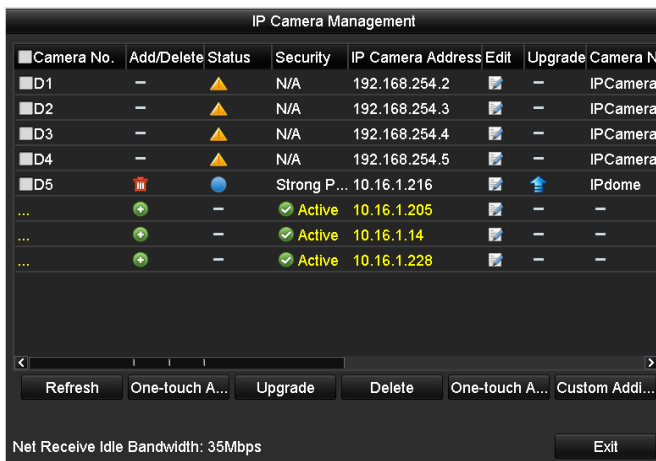 IP Camera Management
Camera No. Add/Delete Status Security IP Camera Address Edit Upgrade Camera N
D1 – N/A 192.168.254.2 – IPCamera
D2 – N/A 192.168.254.3 – IPCamera
D3 – N/A 192.168.254.4 – IPCamera
D4 – N/A 192.168.254.5 – IPCamera
D5 Strong P... 10.16.1.216 IPdome
... – Active 10.16.1.205 – –
... – Active 10.16.1.14 – –
... – Active 10.16.1.228 – –
Refresh One-touch A... Upgrade Delete One-touch A... Custom Addi...
Net Receive Idle Bandwidth: 35Mbps Exit